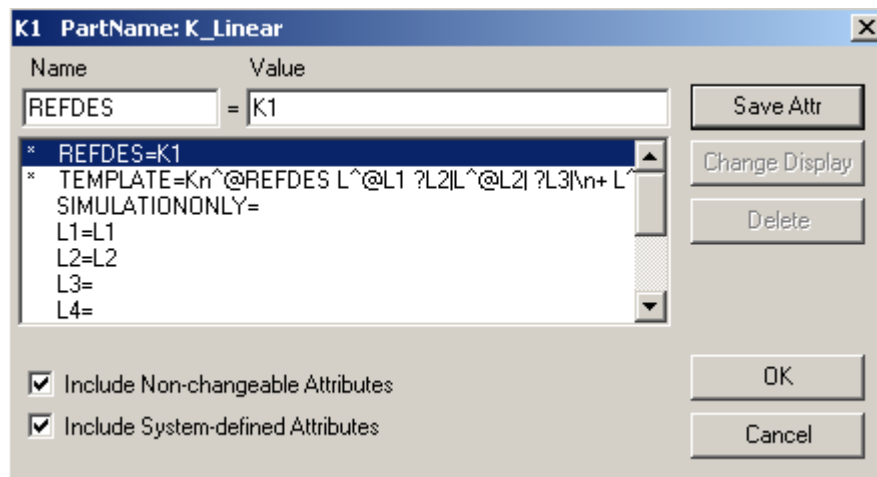 K1 PartName: K_Linear
Name Value
REFDES = K1
Save Attr
* REFDES=K1
* TEMPLATE=Kn^@REFDES L^@L1 ?L2|L^@L2| ?L3|\n+ L^
SIMULATIONONLY=
L1=L1
L2=L2
L3=
L4=
Change Display
Delete
Include Non-changeable Attributes
Include System-defined Attributes
OK
Cancel